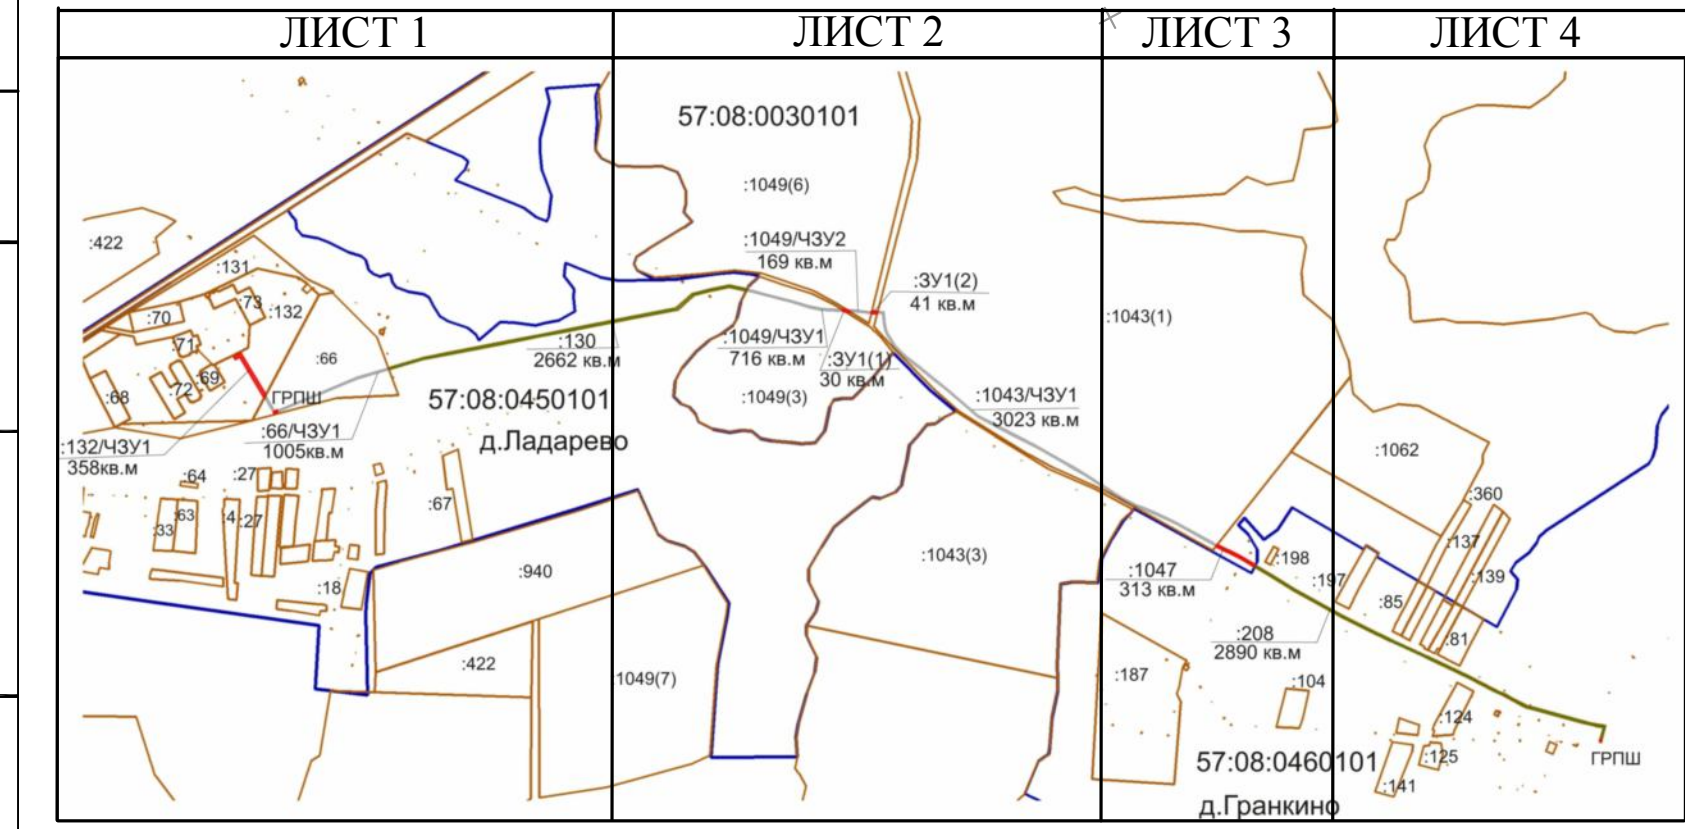 ЛИСТ 1
ЛИСТ 2
ЛИСТ 3
ЛИСТ 4
57:08:0030101
:1049(6)
:422
:131
:1049/ЧЗУ2
169 кв.м
:ЗУ1(2)
41 кв.м
:73
:132
:70
:71
:66
:130
2662 кв.м
:1049/ЧЗУ1
716 кв.м
:ЗУ1(1)
30 кв.м
:1043(1)
:69
:72
:68
ГРПШ
57:08:0450101
:1049(3)
:1043/ЧЗУ1
3023 кв.м
:132/ЧЗУ1
358кв.м
:66/ЧЗУ1
1005кв.м
д.Ладарево
:1062
:64
:27
:67
:360
:33
:63
:4
:27
:137
:18
:940
:1043(3)
:1047
313 кв.м
:198
:197
:139
:85
:208
2890 кв.м
:81
:422
:1049(7)
:187
:104
:124
:125
57:08:0460101
ГРПШ
:141
д.Гранкино